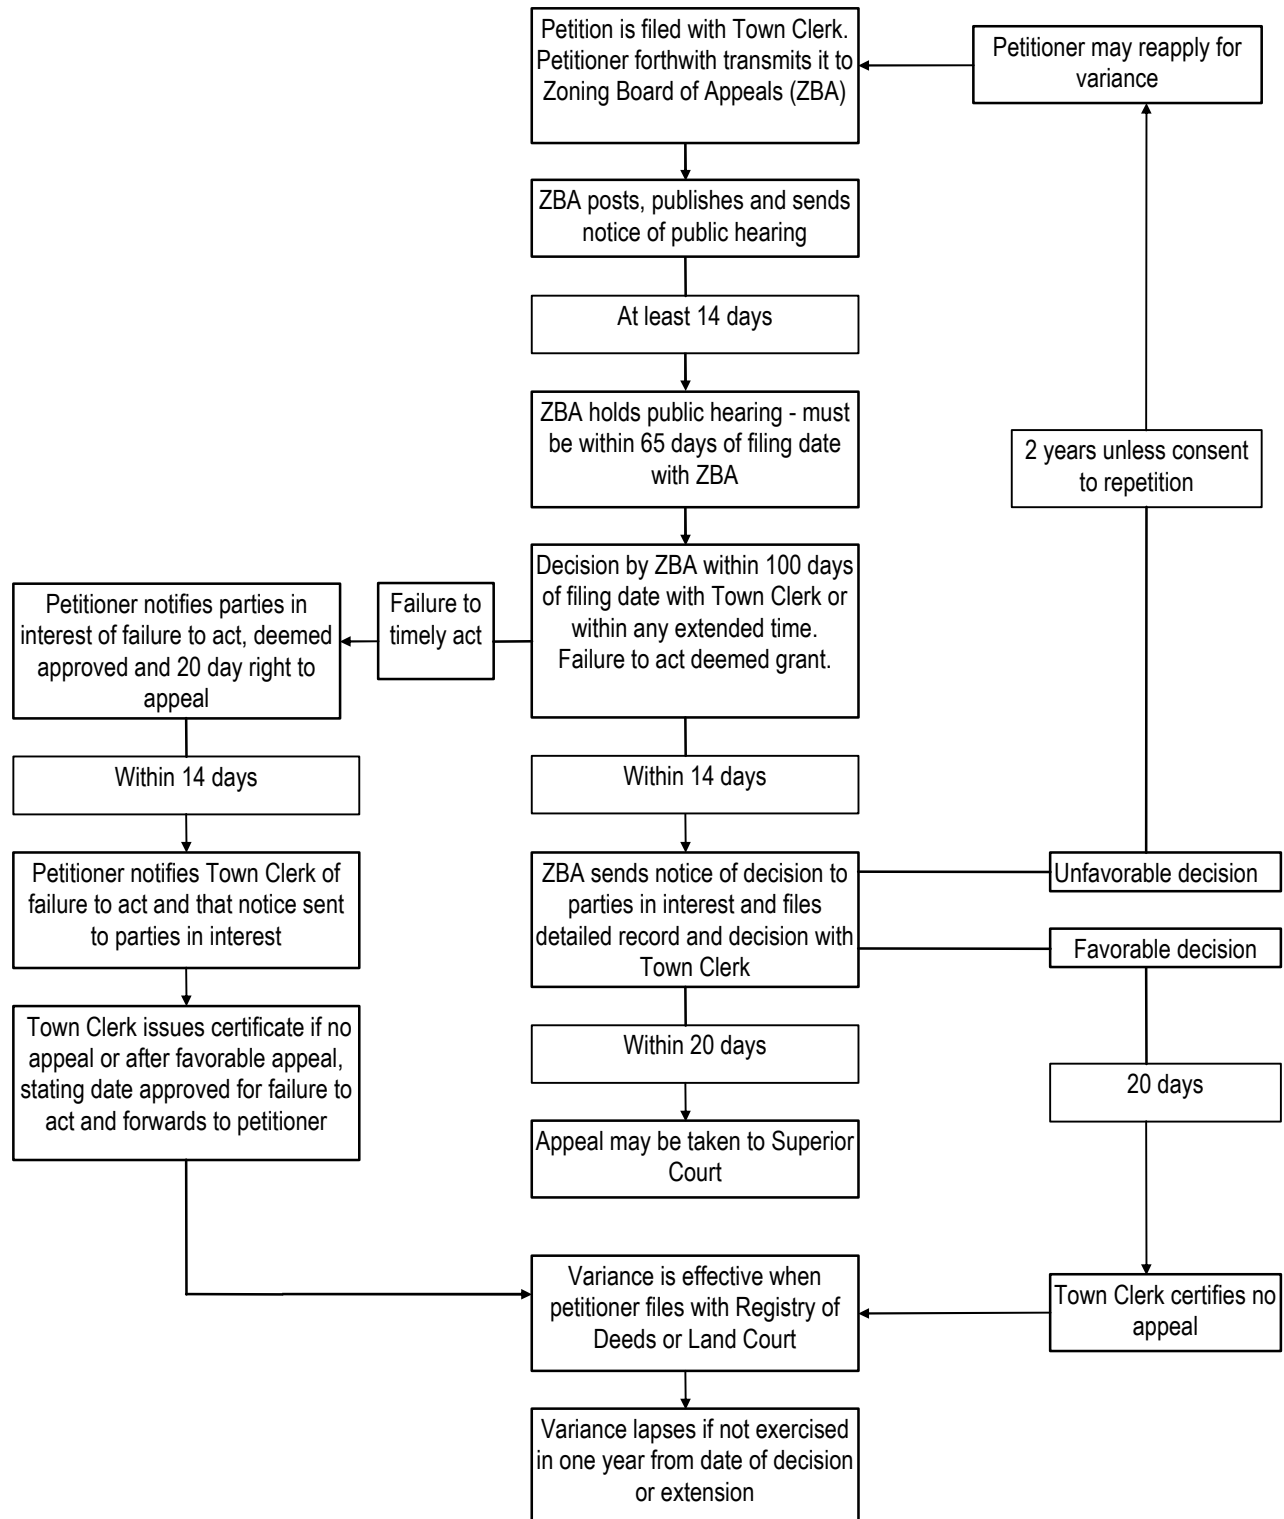 Petition is filed with Town Clerk.
Petitioner forthwith transmits it to
Zoning Board of Appeals (ZBA)
Petitioner may reapply for
variance
ZBA posts, publishes and sends
notice of public hearing
At least 14 days
ZBA holds public hearing - must
be within 65 days of filing date
with ZBA
2 years unless consent
to repetition
Decision by ZBA within 100 days
of filing date with Town Clerk or
within any extended time.
Failure to act deemed grant.
Failure to
timely act
Petitioner notifies parties in
interest of failure to act, deemed
approved and 20 day right to
appeal
Within 14 days
Within 14 days
Petitioner notifies Town Clerk of
failure to act and that notice sent
to parties in interest
ZBA sends notice of decision to
parties in interest and files
detailed record and decision with
Town Clerk
Unfavorable decision
Favorable decision
Town Clerk issues certificate if no
appeal or after favorable appeal,
stating date approved for failure to
act and forwards to petitioner
Within 20 days
20 days
Appeal may be taken to Superior
Court
Variance is effective when
petitioner files with Registry of
Deeds or Land Court
Town Clerk certifies no
appeal
Variance lapses if not exercised
in one year from date of decision
or extension